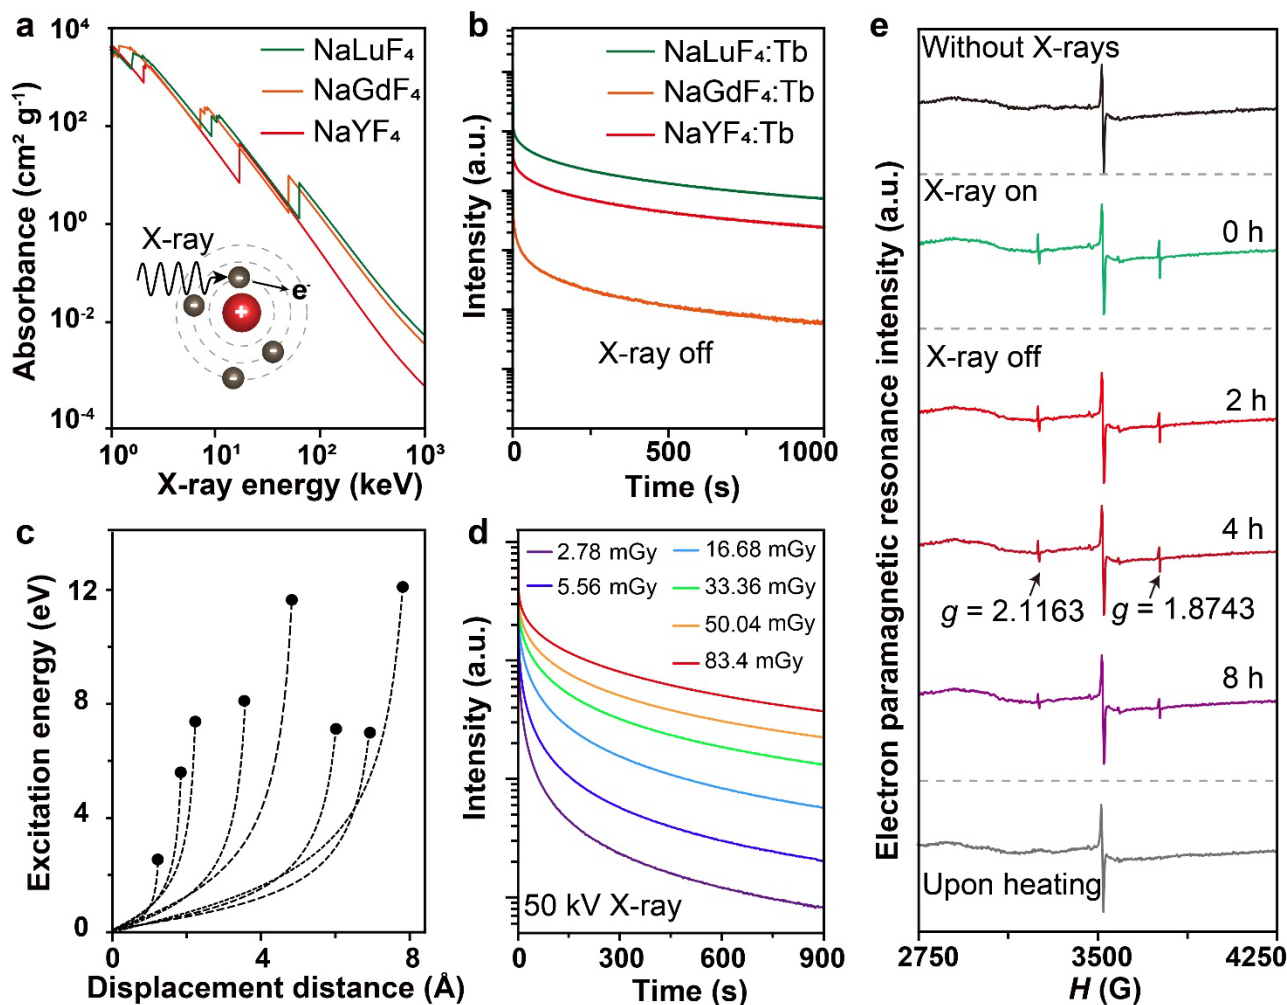 a
10⁴
10²
10⁰
10⁻²
10⁻⁴
Absorbance (cm² g⁻¹)
NaLuF₄
NaGdF₄
NaYF₄
X-ray
e⁻
+
-
-
-
-
10⁰
10¹
10²
10³
X-ray energy (keV)
b
Intensity (a.u.)
NaLuF₄:Tb
NaGdF₄:Tb
NaYF₄:Tb
X-ray off
0
500
1000
Time (s)
c
Excitation energy (eV)
12
8
4
0
0
4
8
Displacement distance (Å)
d
Intensity (a.u.)
2.78 mGy
5.56 mGy
16.68 mGy
33.36 mGy
50.04 mGy
83.4 mGy
50 kV X-ray
0
300
600
900
Time (s)
e
Electron paramagnetic resonance intensity (a.u.)
Without X-rays
X-ray on
0 h
X-ray off
2 h
4 h
g = 2.1163
g = 1.8743
8 h
Upon heating
2750
3500
4250
H (G)